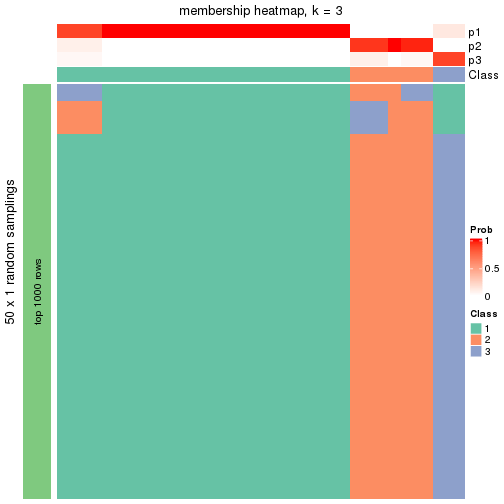 membership heatmap, k = 3
p1
p2
p3
Class
50 x 1 random samplings
top 1000 rows
Prob
1
0.5
0
Class
1
2
3